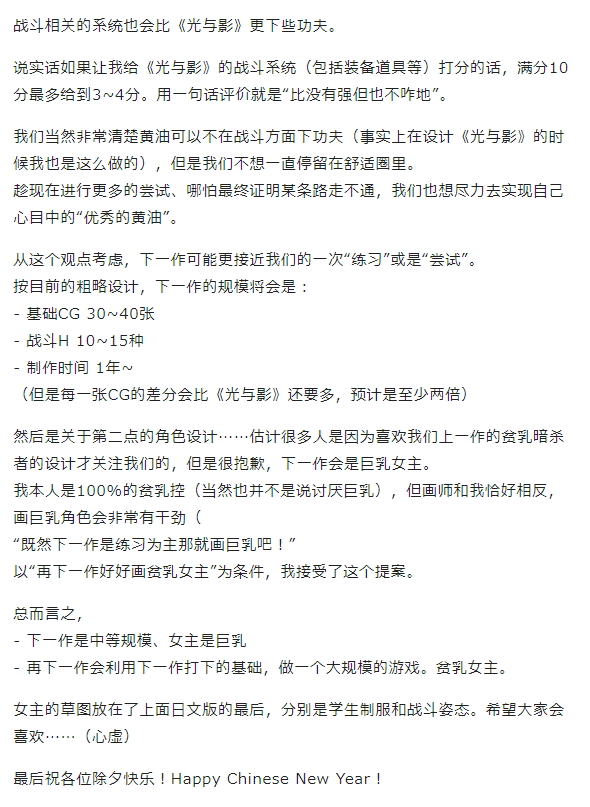 战斗相关的系统也会比《光与影》更下些功夫。
说实话如果让我给《光与影》的战斗系统（包括装备道具等）打分的话，满分10
分最多给到3~4分。用一句话评价就是“比没有强但也不咋地”。
我们当然非常清楚黄油可以不在战斗方面下功夫（事实上在设计《光与影》的时
候我也是这么做的），但是我们不想一直停留在舒适圈里。
趁现在进行更多的尝试、哪怕最终证明某条路走不通，我们也想尽力去实现自己
心目中的“优秀的黄油”。
从这个观点考虑，下一作可能更接近我们的一次“练习”或是“尝试”。
按目前的粗略设计，下一作的规模将会是：
- 基础CG 30~40张
- 战斗H 10~15种
- 制作时间 1年~
（但是每一张CG的差分会比《光与影》还要多，预计是至少两倍）
然后是关于第二点的角色设计……估计很多人是因为喜欢我们上一作的贫乳暗杀
者的设计才关注我们的，但是很抱歉，下一作会是巨乳女主。
我本人是100%的贫乳控（当然也并不是说讨厌巨乳），但画师和我恰好相反，
画巨乳角色会非常有干劲（
“既然下一作是练习为主那就画巨乳吧！”
以“再下一作好好画贫乳女主”为条件，我接受了这个提案。
总而言之，
- 下一作是中等规模、女主是巨乳
- 再下一作会利用下一作打下的基础，做一个大规模的游戏。贫乳女主。
女主的草图放在了上面日文版的最后，分别是学生制服和战斗姿态。希望大家会
喜欢……（心虚）
最后祝各位除夕快乐！Happy Chinese New Year！